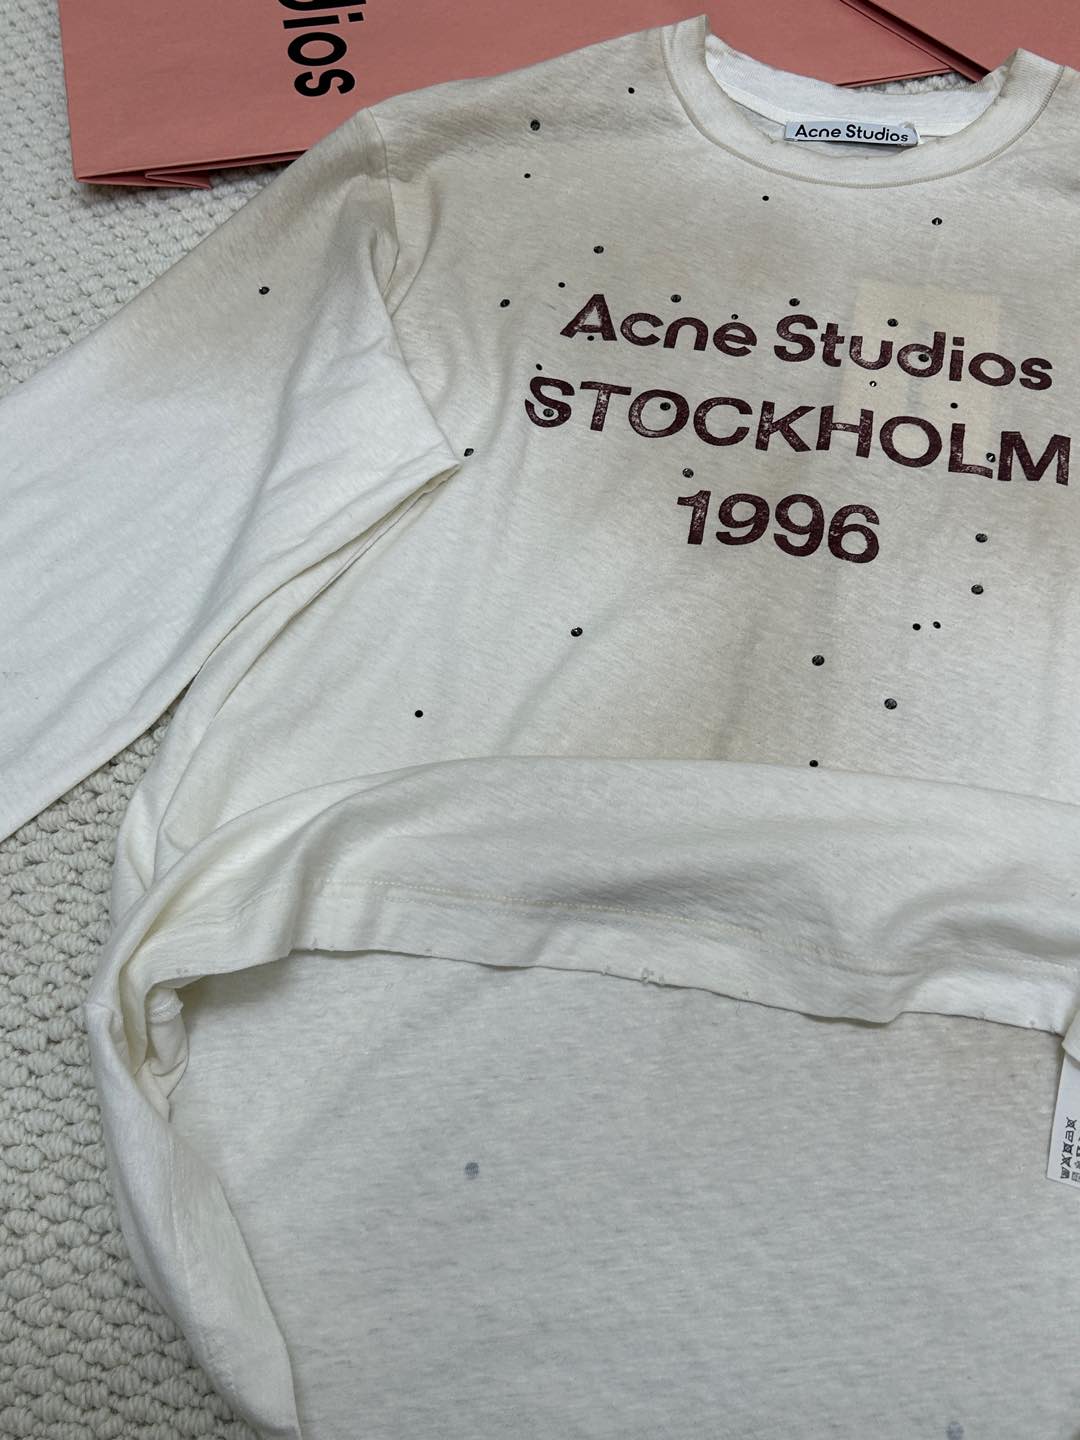 dios
Acne Studios
Acne Studios
STOCKHOLM
1996